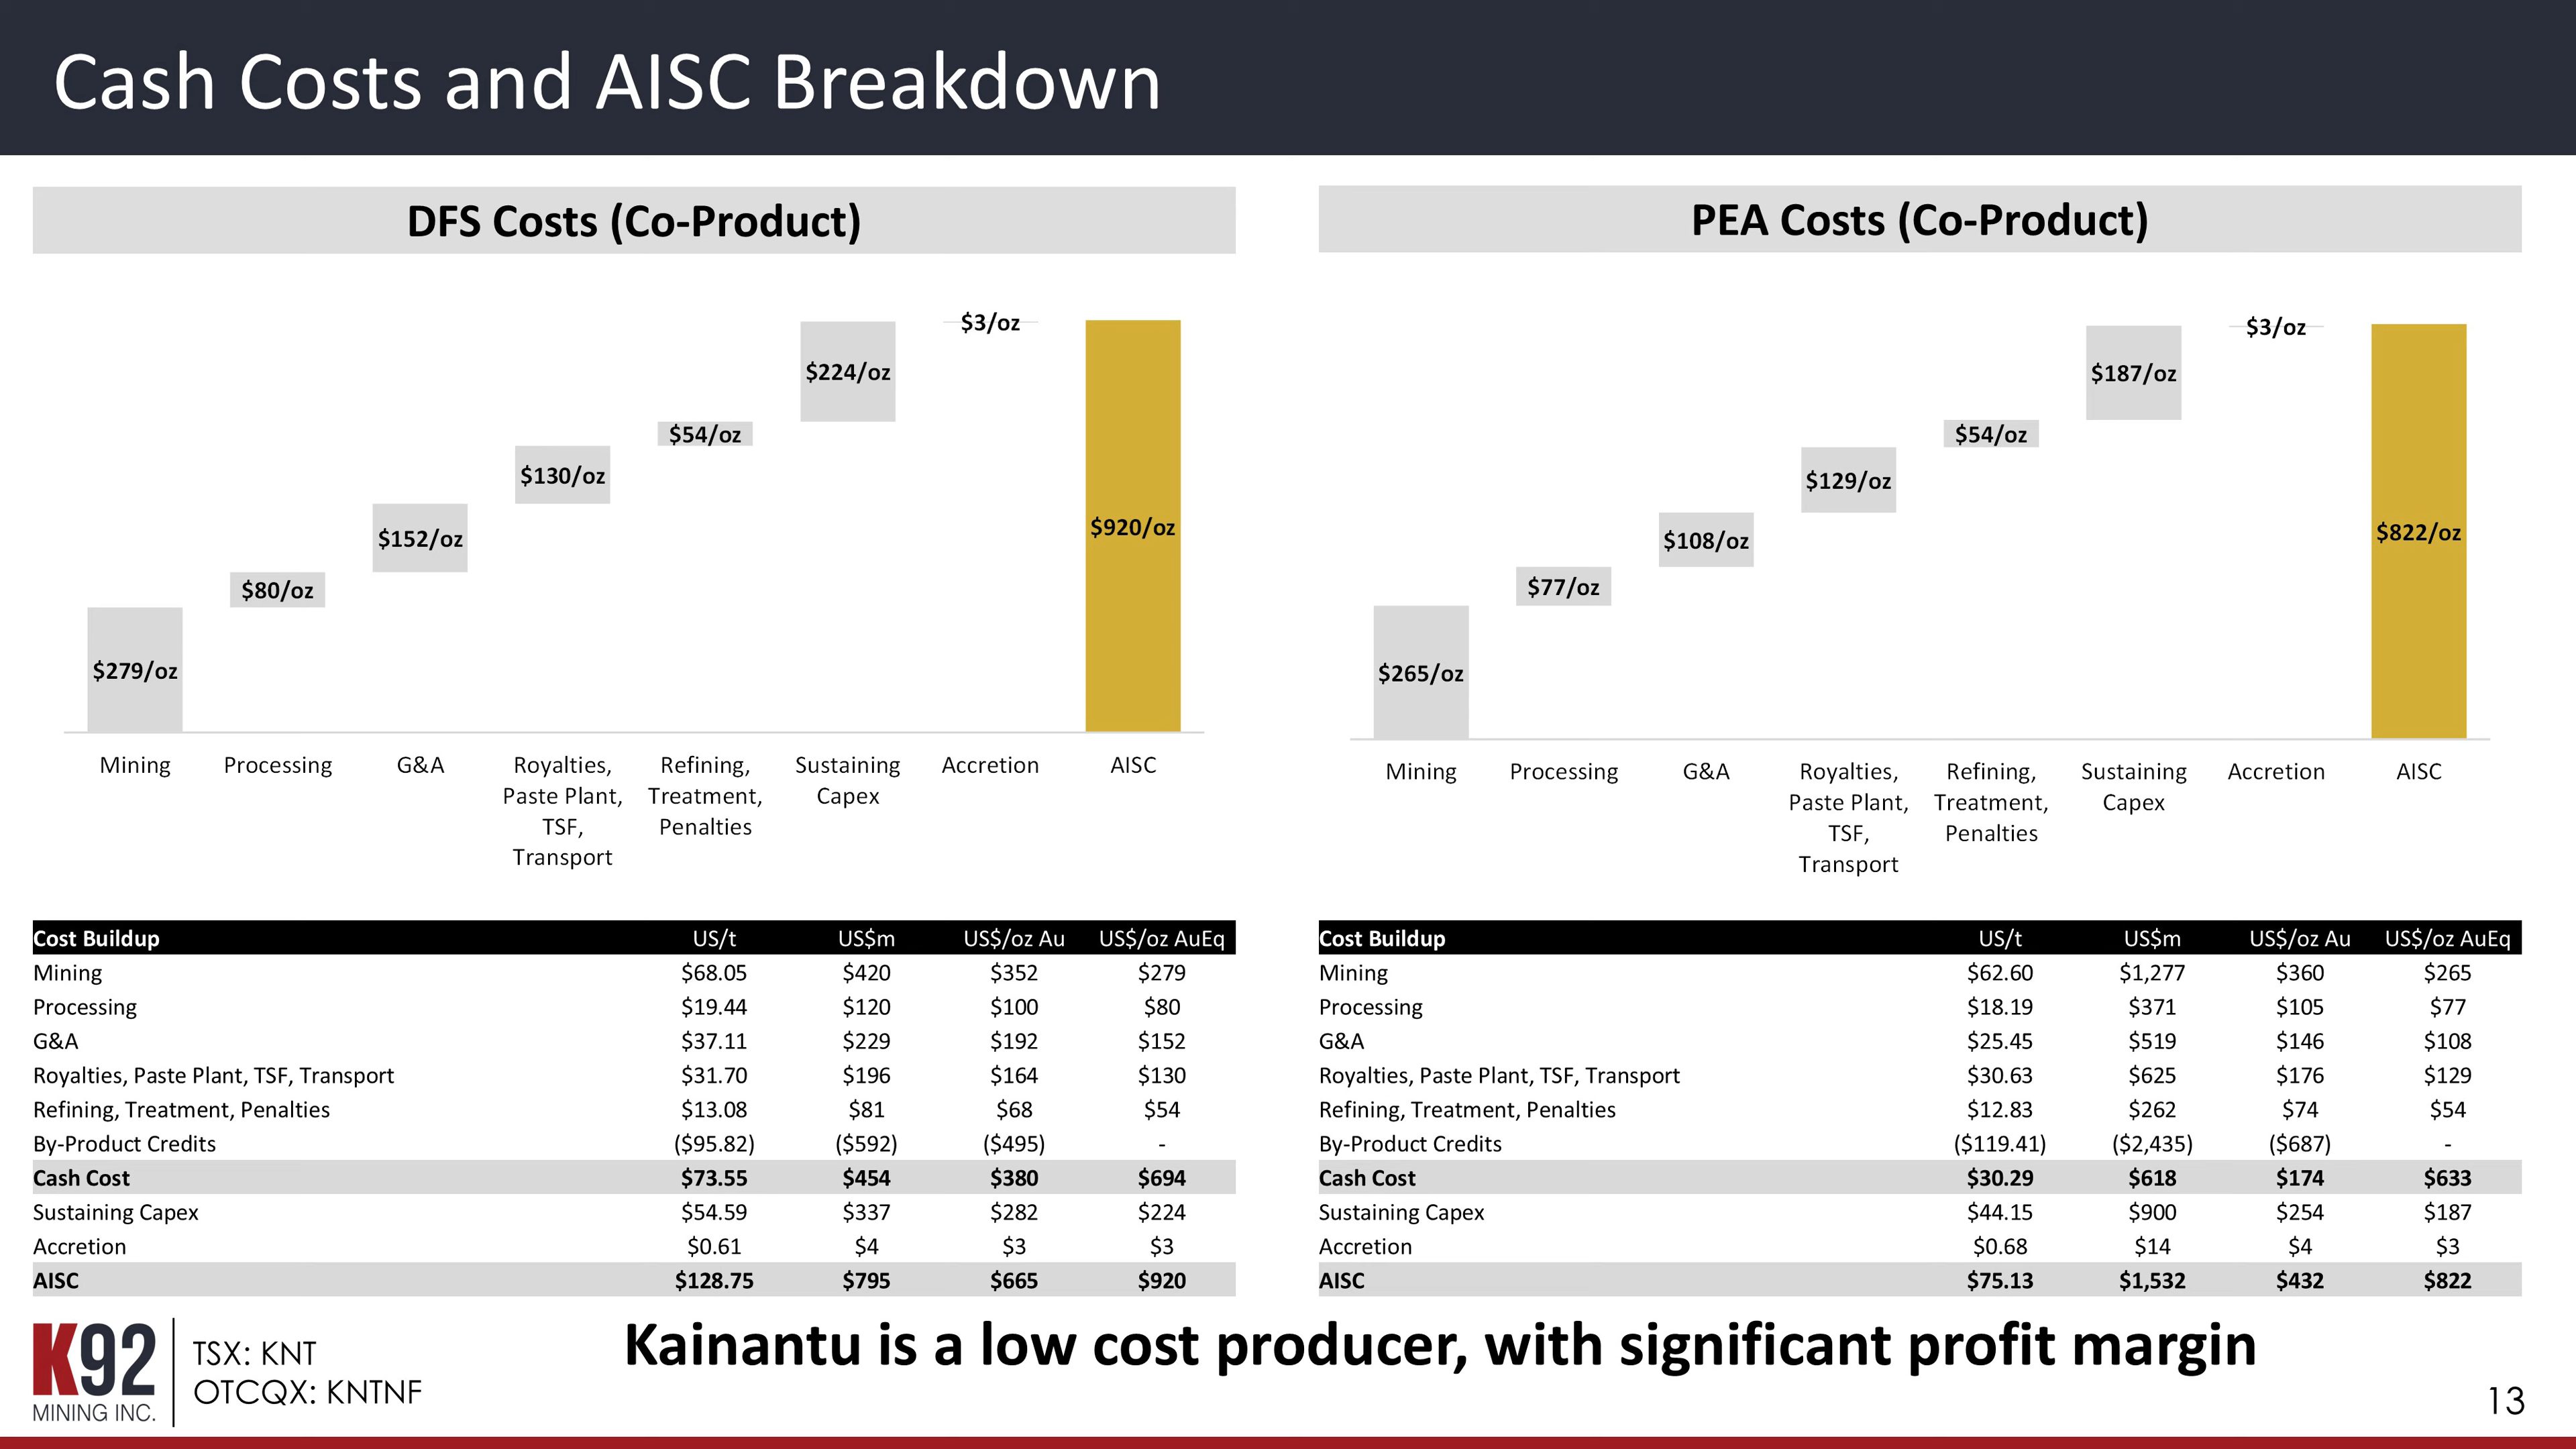 Cash Costs and AISC Breakdown
DFS Costs (Co-Product)
$279/oz
$80/oz
$152/oz
$130/oz
$54/oz
$224/oz
$3/oz
$920/oz
Mining
Processing
G&A
Royalties,
Paste Plant,
TSF,
Transport
Refining,
Treatment,
Penalties
Sustaining
Capex
Accretion
AISC
PEA Costs (Co-Product)
$265/oz
$77/oz
$108/oz
$129/oz
$54/oz
$187/oz
$3/oz
$822/oz
Mining
Processing
G&A
Royalties,
Paste Plant,
TSF,
Transport
Refining,
Treatment,
Penalties
Sustaining
Capex
Accretion
AISC
Cost Buildup US/t US$m US$/oz Au US$/oz AuEq
Mining $68.05 $420 $352 $279
Processing $19.44 $120 $100 $80
G&A $37.11 $229 $192 $152
Royalties, Paste Plant, TSF, Transport $31.70 $196 $164 $130
Refining, Treatment, Penalties $13.08 $81 $68 $54
By-Product Credits ($95.82) ($592) ($495) -
Cash Cost $73.55 $454 $380 $694
Sustaining Capex $54.59 $337 $282 $224
Accretion $0.61 $4 $3 $3
AISC $128.75 $795 $665 $920
Cost Buildup US/t US$m US$/oz Au US$/oz AuEq
Mining $62.60 $1,277 $360 $265
Processing $18.19 $371 $105 $77
G&A $25.45 $519 $146 $108
Royalties, Paste Plant, TSF, Transport $30.63 $625 $176 $129
Refining, Treatment, Penalties $12.83 $262 $74 $54
By-Product Credits ($119.41) ($2,435) ($687) -
Cash Cost $30.29 $618 $174 $633
Sustaining Capex $44.15 $900 $254 $187
Accretion $0.68 $14 $4 $3
AISC $75.13 $1,532 $432 $822
K92
MINING INC.
TSX: KNT
OTCQX: KNTNF
Kainantu is a low cost producer, with significant profit margin
13